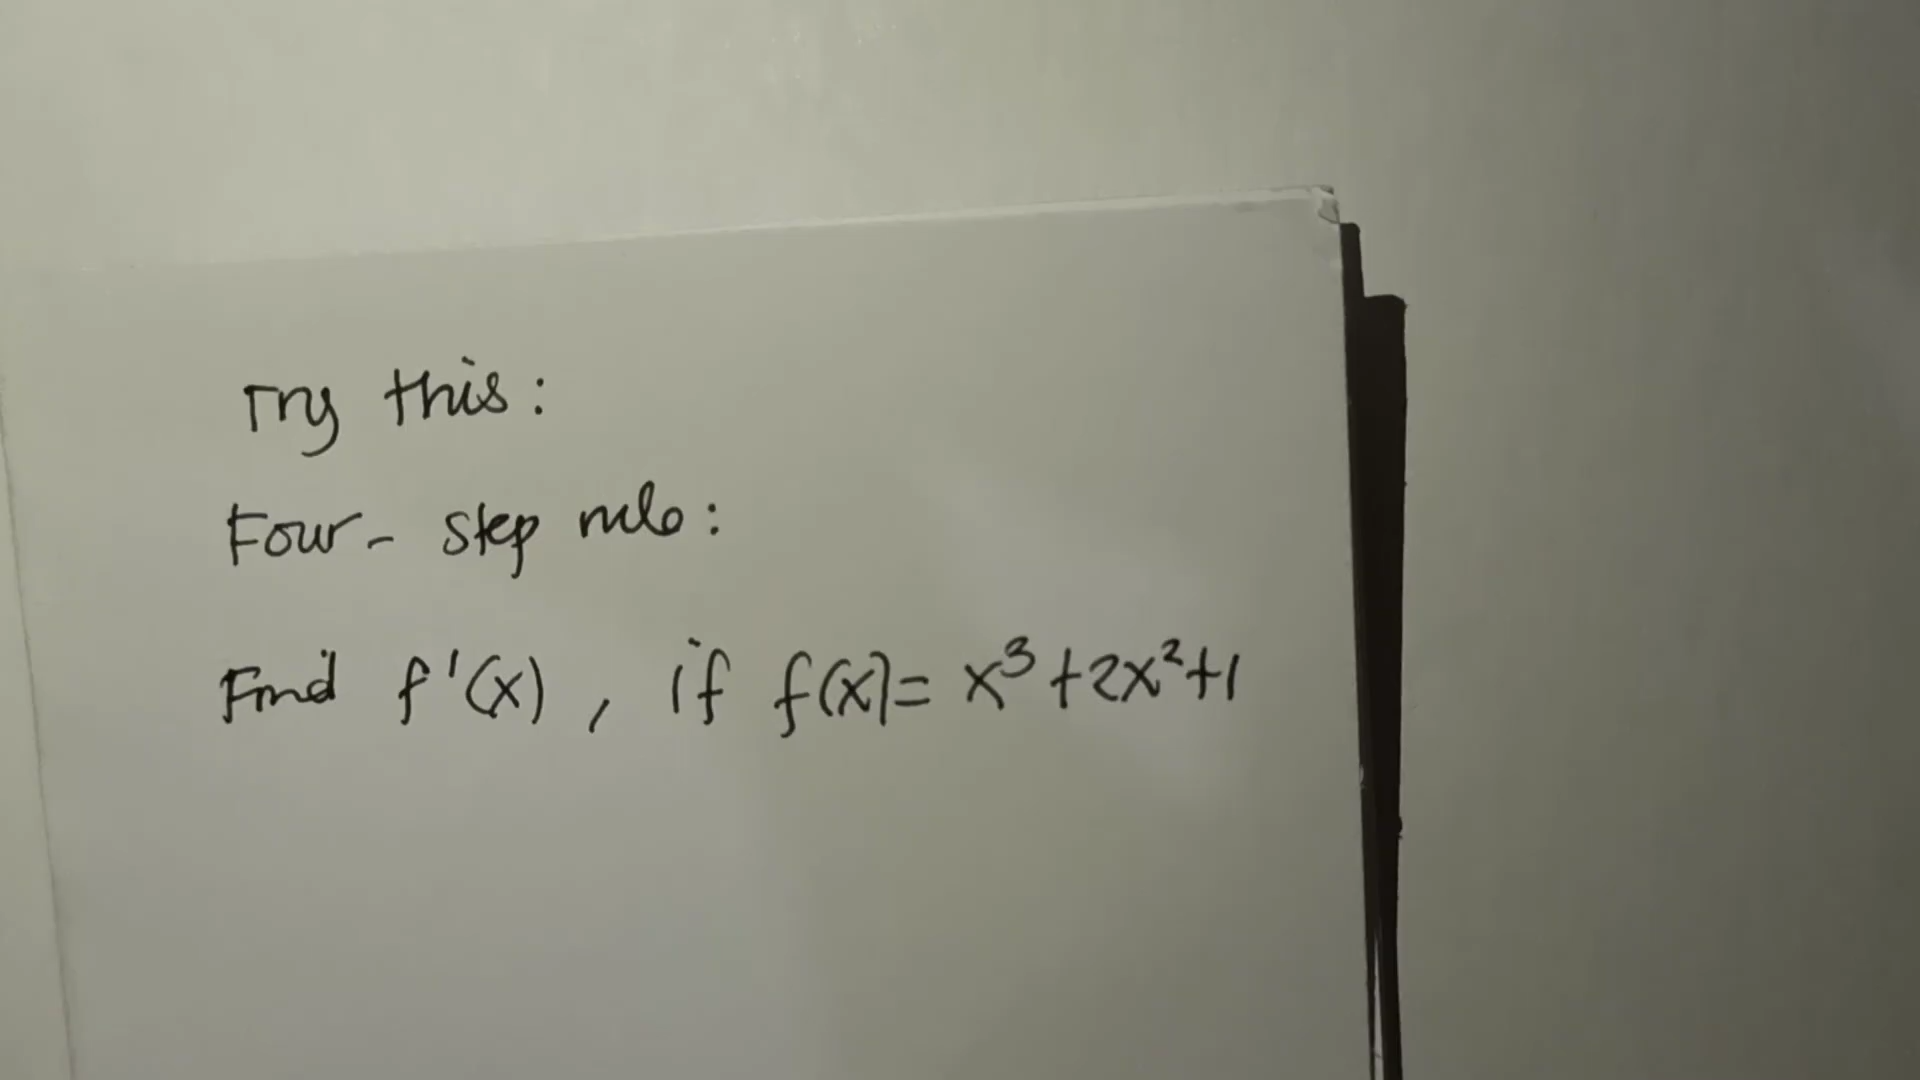 Try this:
Four- step rule:
Find f'(x), if f(x)= x³+2x²+1